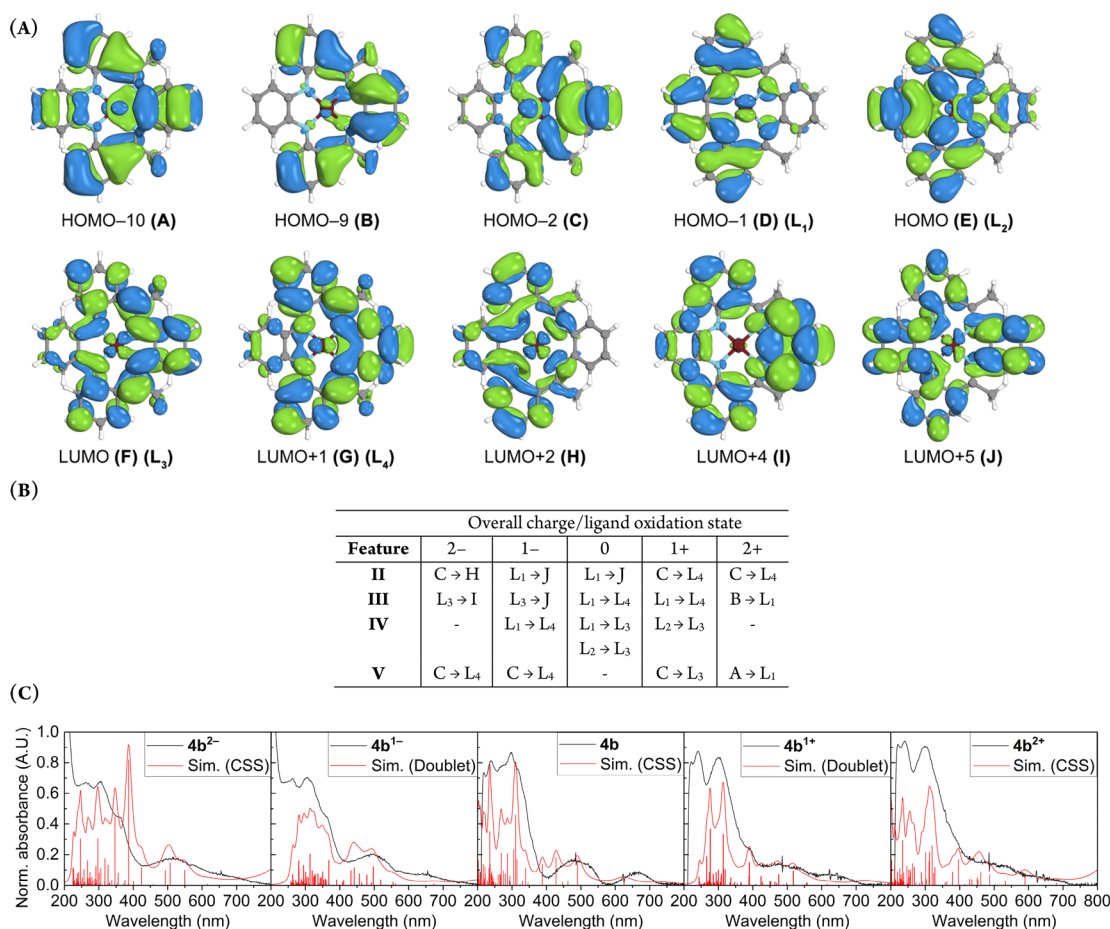 (A)
HOMO–10 (A) HOMO–9 (B) HOMO–2 (C) HOMO–1 (D) (L₁) HOMO (E) (L₂)
LUMO (F) (L₃) LUMO+1 (G) (L₄) LUMO+2 (H) LUMO+4 (I) LUMO+5 (J)
(B)
Overall charge/ligand oxidation state
Feature 2– 1– 0 1+ 2+
II C → H L₁ → J L₁ → J C → L₄ C → L₄
III L₃ → I L₃ → J L₁ → L₄ L₁ → L₄ B → L₁
IV - L₁ → L₄ L₁ → L₃ L₂ → L₃ -
L₂ → L₃
V C → L₄ C → L₄ - C → L₃ A → L₁
(C)
Norm. absorbance (A.U.)
1.0
0.8
0.6
0.4
0.2
0.0
4b²⁻
Sim. (CSS)
4b¹⁻
Sim. (Doublet)
4b
Sim. (CSS)
4b¹⁺
Sim. (Doublet)
4b²⁺
Sim. (CSS)
200 300 400 500 600 700 200 300 400 500 600 700 200 300 400 500 600 700 200 300 400 500 600 700 200 300 400 500 600 700 800
Wavelength (nm) Wavelength (nm) Wavelength (nm) Wavelength (nm) Wavelength (nm)